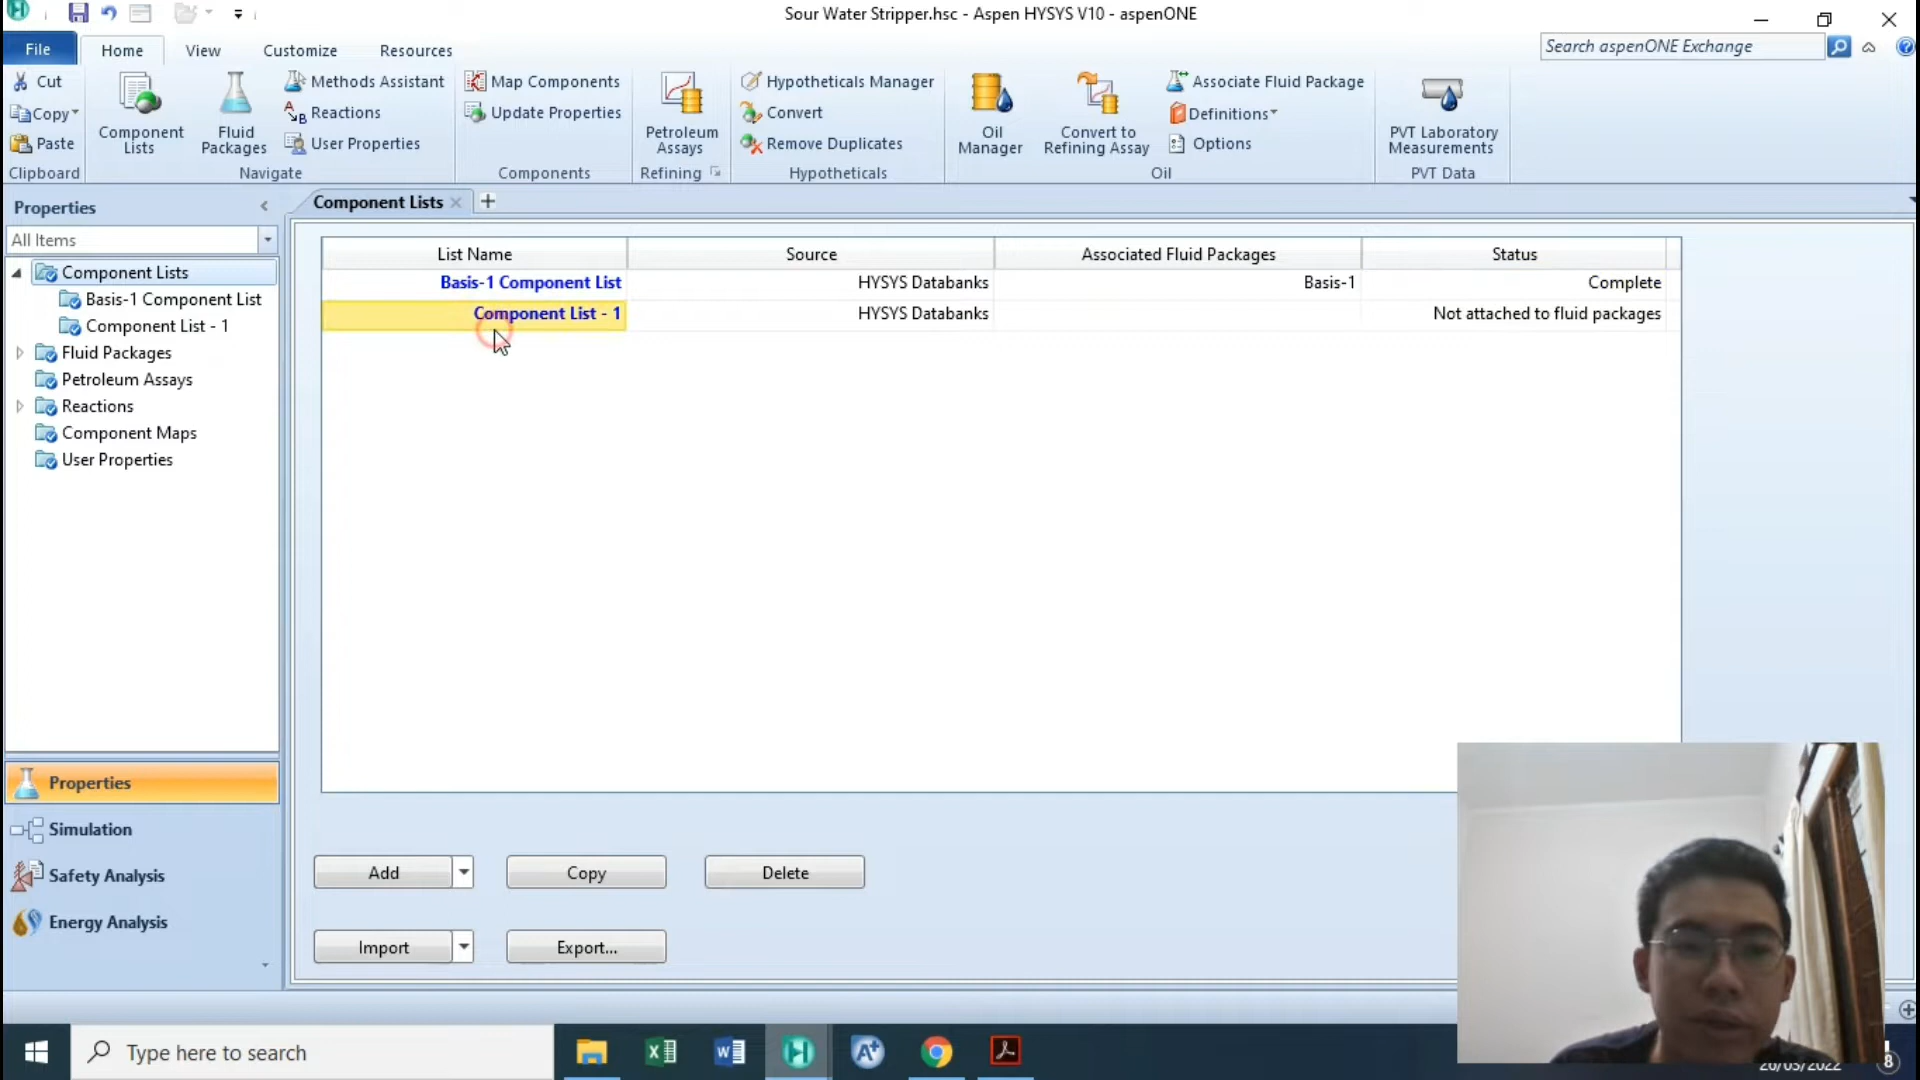 Sour Water Stripper.hsc - Aspen HYSYS V10 - aspenONE
File
Home
View
Customize
Resources
Search aspenONE Exchange
Cut
Copy
Paste
Clipboard
Component
Lists
Fluid
Packages
Methods Assistant
Reactions
User Properties
Navigate
Map Components
Update Properties
Components
Petroleum
Assays
Refining
Hypotheticals Manager
Convert
Remove Duplicates
Hypotheticals
Oil
Manager
Convert to
Refining Assay
Associate Fluid Package
Definitions
Options
Oil
PVT Laboratory
Measurements
PVT Data
Properties
All Items
Component Lists
Basis-1 Component List
Component List - 1
Fluid Packages
Petroleum Assays
Reactions
Component Maps
User Properties
Properties
Simulation
Safety Analysis
Energy Analysis
Component Lists
List Name Source Associated Fluid Packages Status
Basis-1 Component List HYSYS Databanks Basis-1 Complete
Component List - 1 HYSYS Databanks Not attached to fluid packages
Add
Copy
Delete
Import
Export...
Type here to search
8